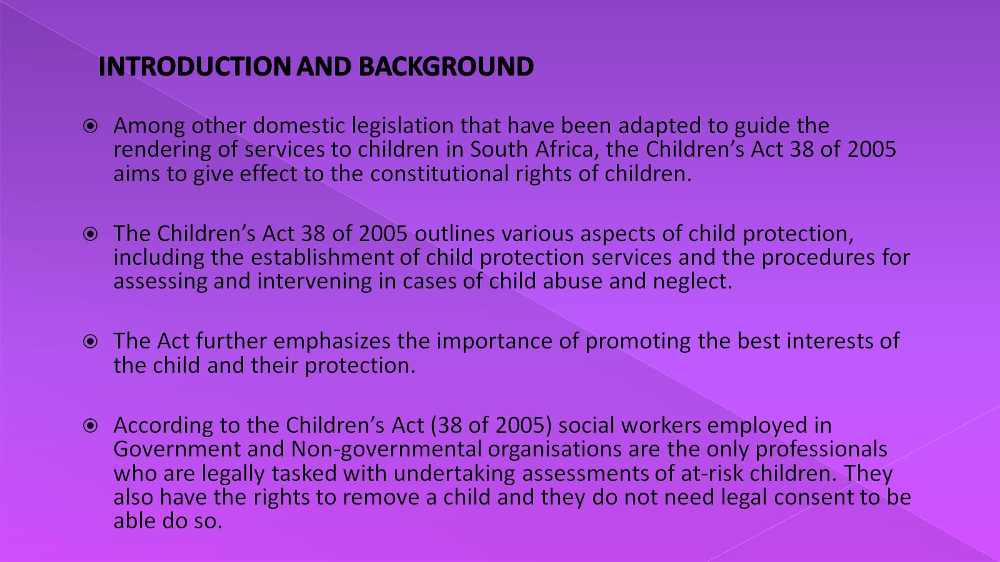 INTRODUCTION AND BACKGROUND
Among other domestic legislation that have been adapted to guide the
rendering of services to children in South Africa, the Children’s Act 38 of 2005
aims to give effect to the constitutional rights of children.
The Children’s Act 38 of 2005 outlines various aspects of child protection,
including the establishment of child protection services and the procedures for
assessing and intervening in cases of child abuse and neglect.
The Act further emphasizes the importance of promoting the best interests of
the child and their protection.
According to the Children’s Act (38 of 2005) social workers employed in
Government and Non-governmental organisations are the only professionals
who are legally tasked with undertaking assessments of at-risk children. They
also have the rights to remove a child and they do not need legal consent to be
able do so.